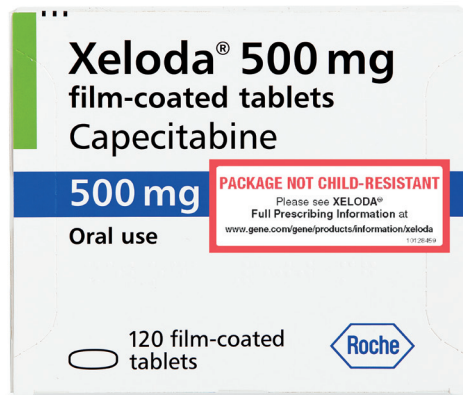 Xeloda® 500 mg
film-coated tablets
Capecitabine
500 mg
PACKAGE NOT CHILD-RESISTANT
Please see XELODA®
Full Prescribing Information at
www.gene.com/gene/products/information/xeloda
10128459
Oral use
120 film-coated
tablets
Roche